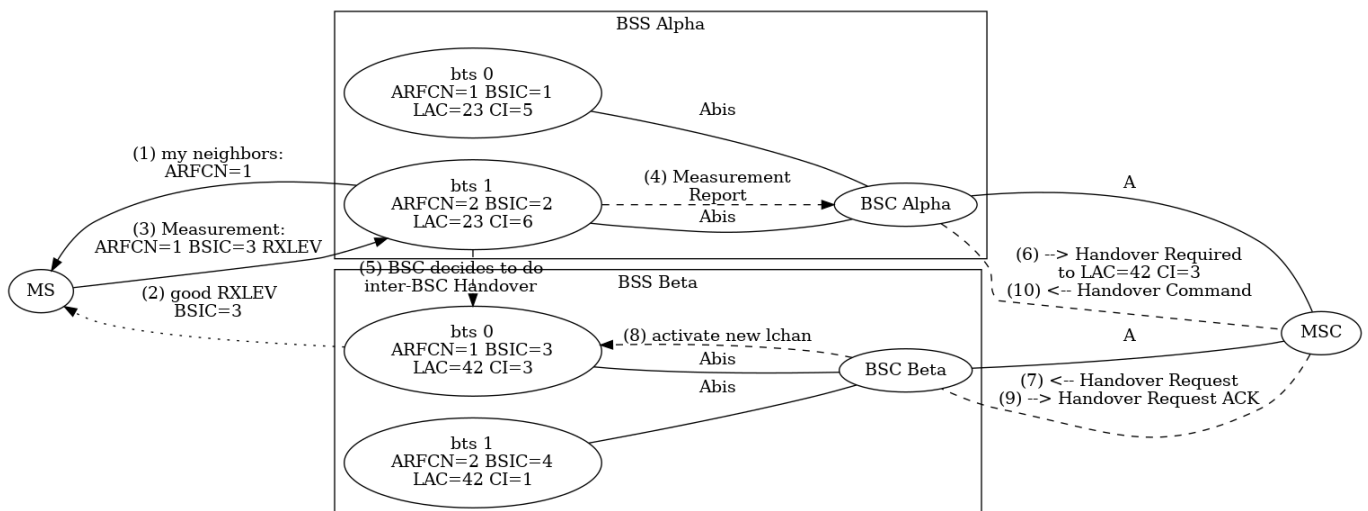 BSS Alpha
bts 0
ARFCN=1 BSIC=1
LAC=23 CI=5
Abis
(1) my neighbors:
ARFCN=1
bts 1
ARFCN=2 BSIC=2
LAC=23 CI=6
(4) Measurement
Report
Abis
BSC Alpha
A
(3) Measurement:
ARFCN=1 BSIC=3 RXLEV
MS
(2) good RXLEV
BSIC=3
(5) BSC decides to do
inter-BSC Handover
(6) --> Handover Required
to LAC=42 CI=3
(10) <-- Handover Command
MSC
BSS Beta
bts 0
ARFCN=1 BSIC=3
LAC=42 CI=3
(8) activate new lchan
Abis
Abis
BSC Beta
A
(7) <-- Handover Request
(9) --> Handover Request ACK
bts 1
ARFCN=2 BSIC=4
LAC=42 CI=1